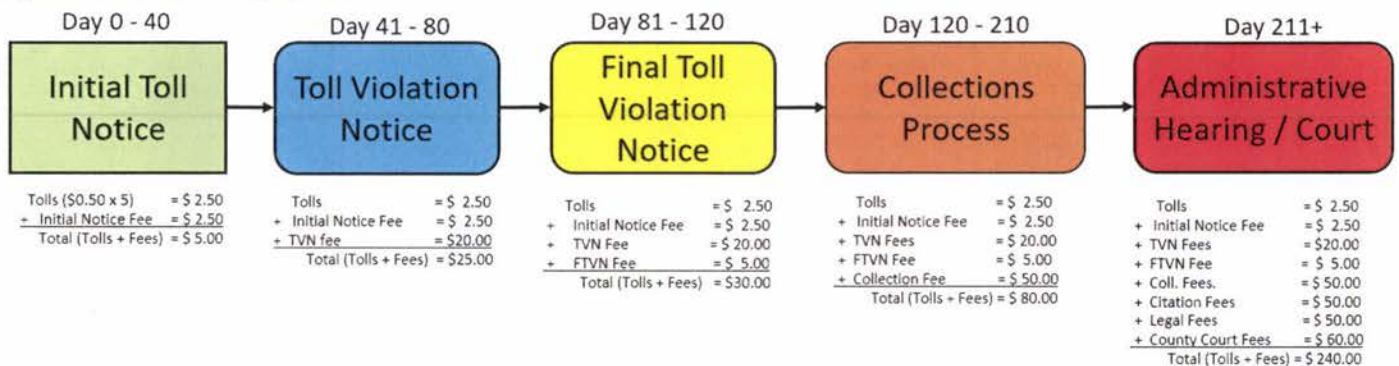 Day 0 - 40
Initial Toll
Notice
Tolls ($0.50 x 5) = $ 2.50
+ Initial Notice Fee = $ 2.50
Total (Tolls + Fees) = $ 5.00
Day 41 - 80
Toll Violation
Notice
Tolls = $ 2.50
+ Initial Notice Fee = $ 2.50
+ TVN fee = $20.00
Total (Tolls + Fees) = $25.00
Day 81 - 120
Final Toll
Violation
Notice
Tolls = $ 2.50
+ Initial Notice Fee = $ 2.50
+ TVN Fee = $ 20.00
+ FTVN Fee = $ 5.00
Total (Tolls + Fees) = $30.00
Day 120 - 210
Collections
Process
Tolls = $ 2.50
+ Initial Notice Fee = $ 2.50
+ TVN Fees = $20.00
+ FTVN Fee = $ 5.00
+ Collection Fee = $ 50.00
Total (Tolls + Fees) = $ 80.00
Day 211+
Administrative
Hearing / Court
Tolls = $ 2.50
+ Initial Notice Fee = $ 2.50
+ TVN Fees = $20.00
+ FTVN Fee = $ 5.00
+ Coll. Fees. = $ 50.00
+ Citation Fees = $ 50.00
+ Legal Fees = $ 50.00
+ County Court Fees = $ 60.00
Total (Tolls + Fees) = $ 240.00